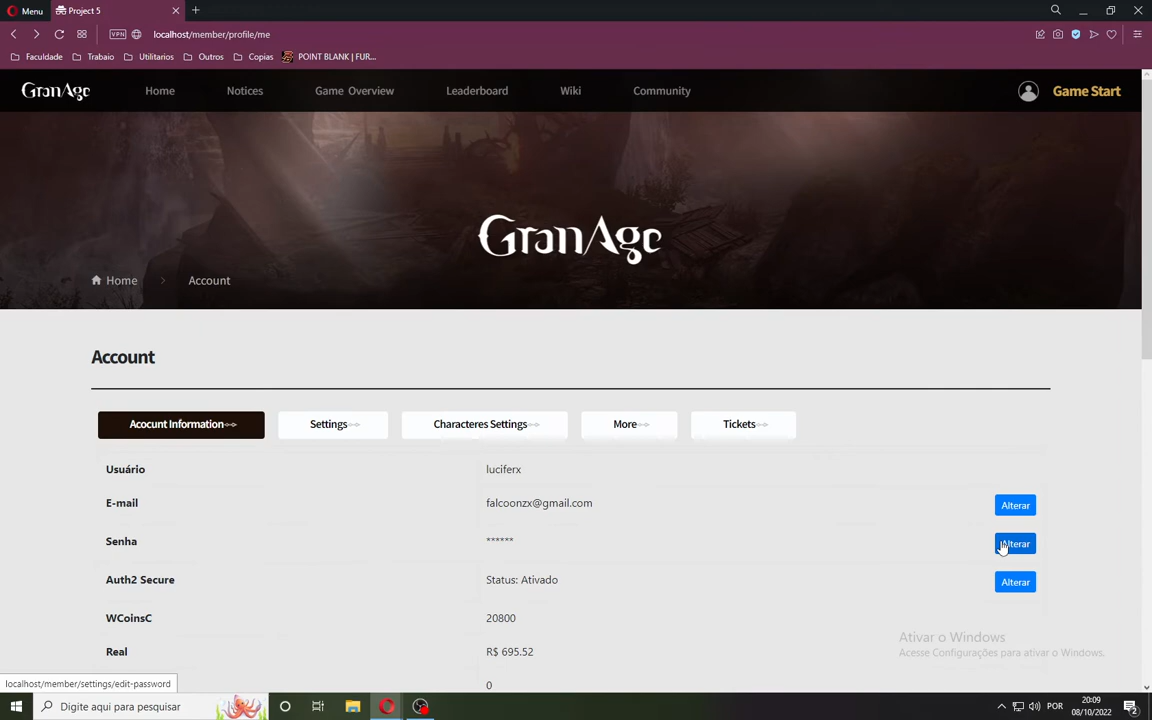 Menu
Project 5
VPN
localhost/member/profile/me
Faculdade Trabaio Utilitarios Outros Copias POINT BLANK | FUR...
GranAge Home Notices Game Overview Leaderboard Wiki Community Game Start
GranAge
Home Account
Account
Acocunt Information Settings Characteres Settings More Tickets
Usuário luciferx
E-mail falcoonzx@gmail.com Alterar
Senha ****** Alterar
Auth2 Secure Status: Ativado Alterar
WCoinsC 20800
Ativar o Windows
Acesse Configurações para ativar o Windows.
Real R$ 695.52
0
localhost/member/settings/edit-password
Digite aqui para pesquisar
POR
20:09
08/10/2022
2